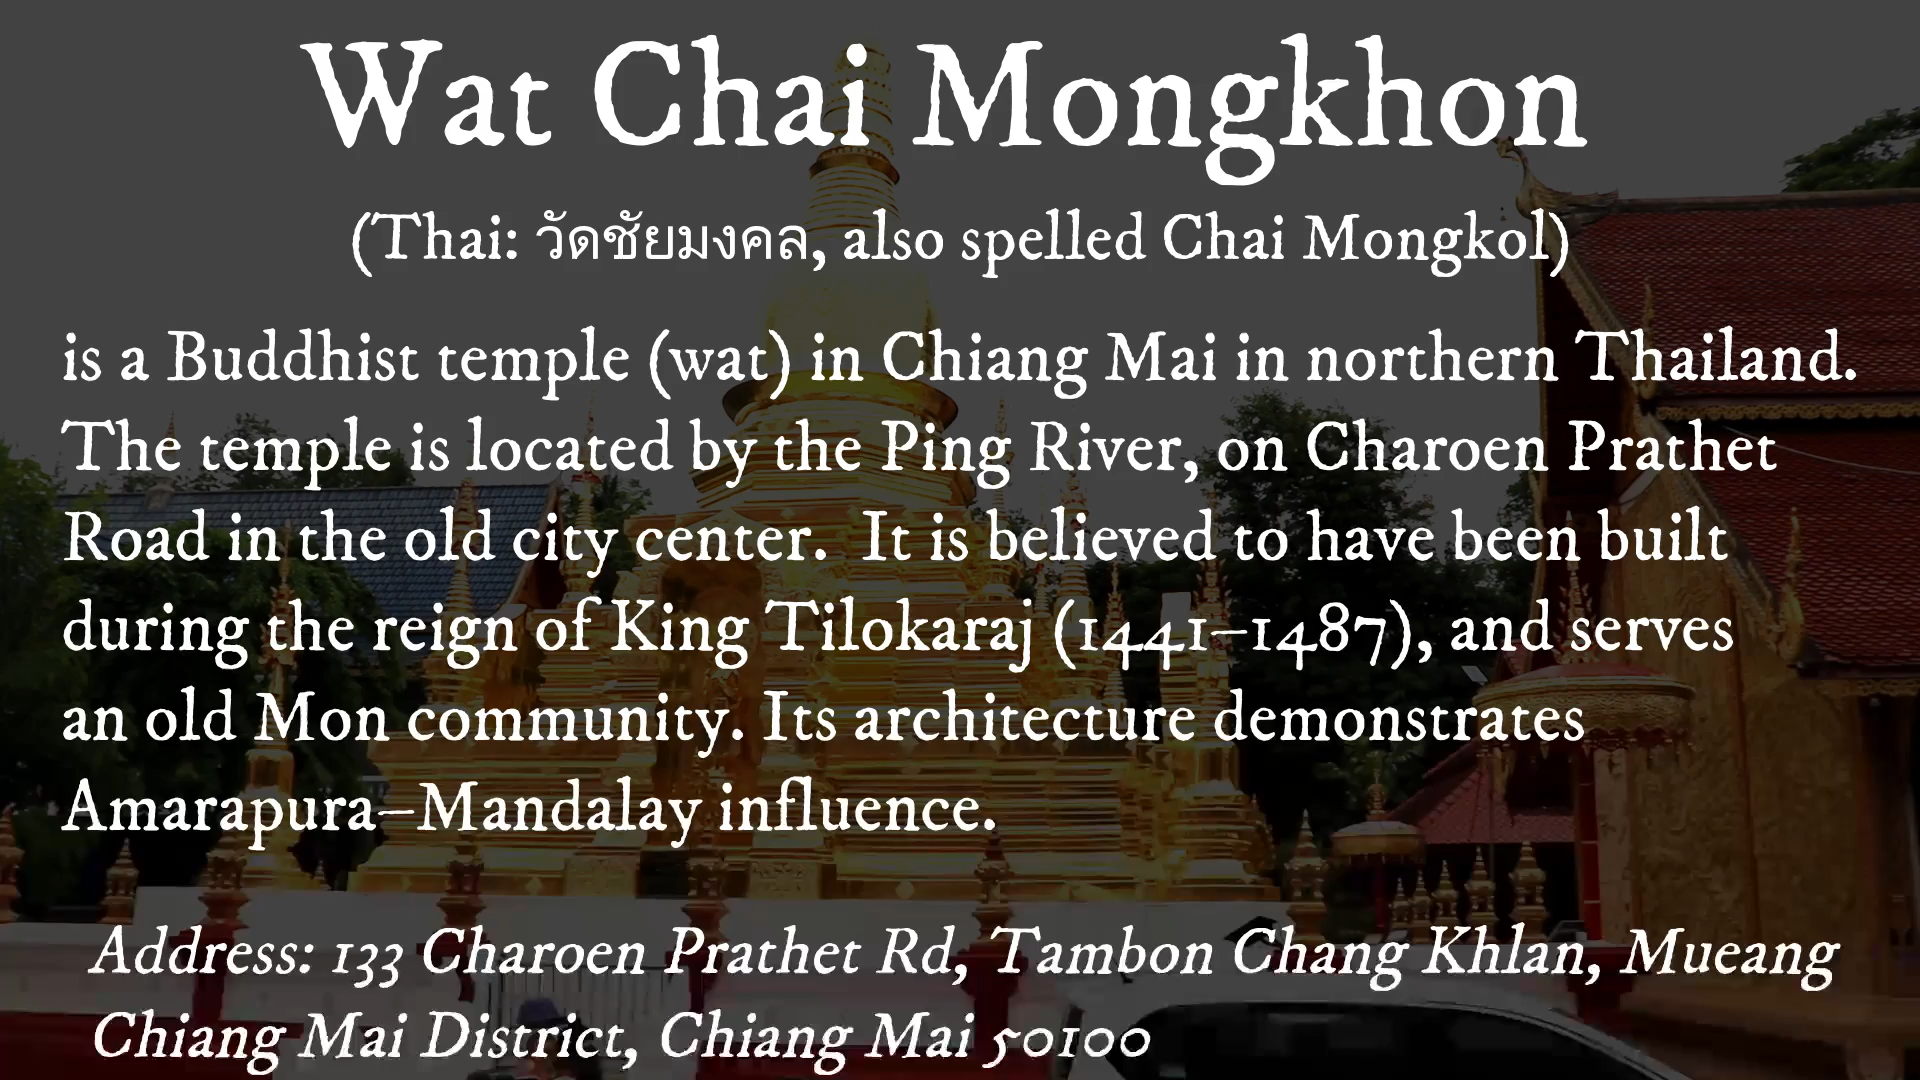 Wat Chai Mongkhon
(Thai: วัดชัยมงคล, also spelled Chai Mongkol)
is a Buddhist temple (wat) in Chiang Mai in northern Thailand.
The temple is located by the Ping River, on Charoen Prathet
Road in the old city center. It is believed to have been built
during the reign of King Tilokaraj (1441–1487), and serves
an old Mon community. Its architecture demonstrates
Amarapura–Mandalay influence.
Address: 133 Charoen Prathet Rd, Tambon Chang Khlan, Mueang
Chiang Mai District, Chiang Mai 50100